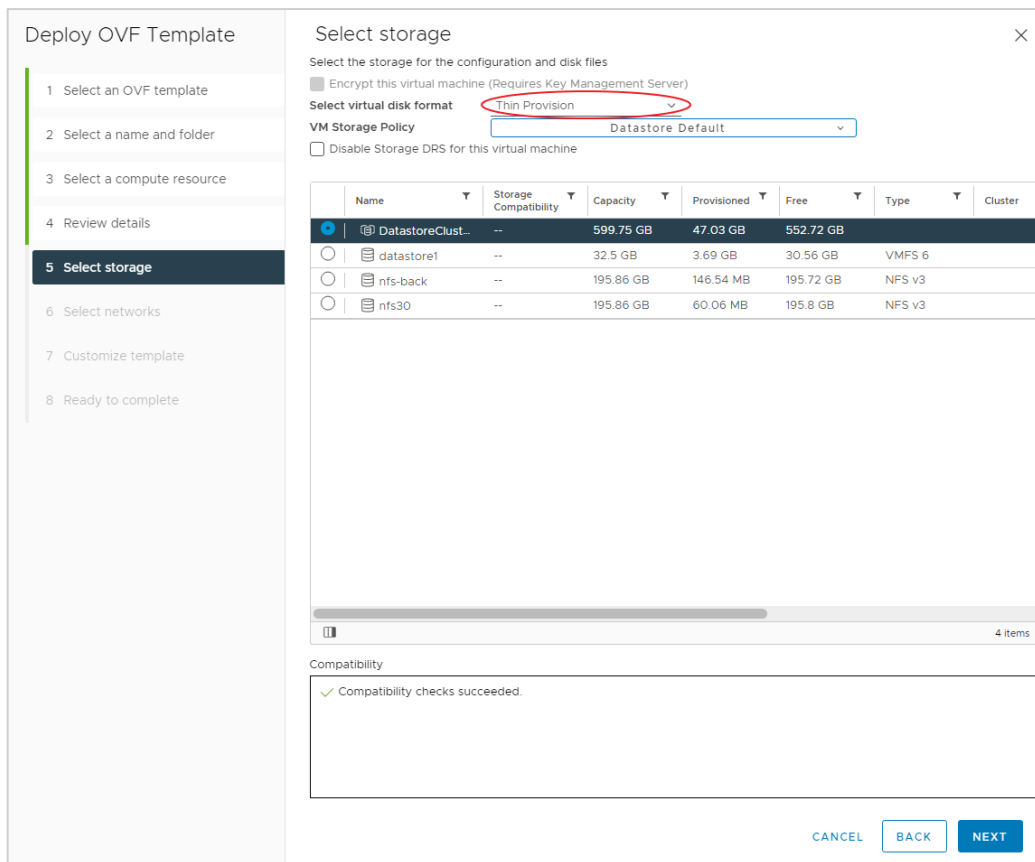 Deploy OVF Template
1 Select an OVF template
2 Select a name and folder
3 Select a compute resource
4 Review details
5 Select storage
6 Select networks
7 Customize template
8 Ready to complete
Select storage
Select the storage for the configuration and disk files
Encrypt this virtual machine (Requires Key Management Server)
Select virtual disk format Thin Provision
VM Storage Policy Datastore Default
Disable Storage DRS for this virtual machine
Name Storage Compatibility Capacity Provisioned Free Type Cluster
DatastoreClust... -- 599.75 GB 47.03 GB 552.72 GB
datastore1 -- 32.5 GB 3.69 GB 30.56 GB VMFS 6
nfs-back -- 195.86 GB 146.54 MB 195.72 GB NFS v3
nfs30 -- 195.86 GB 60.06 MB 195.8 GB NFS v3
4 items
Compatibility
Compatibility checks succeeded.
CANCEL BACK NEXT